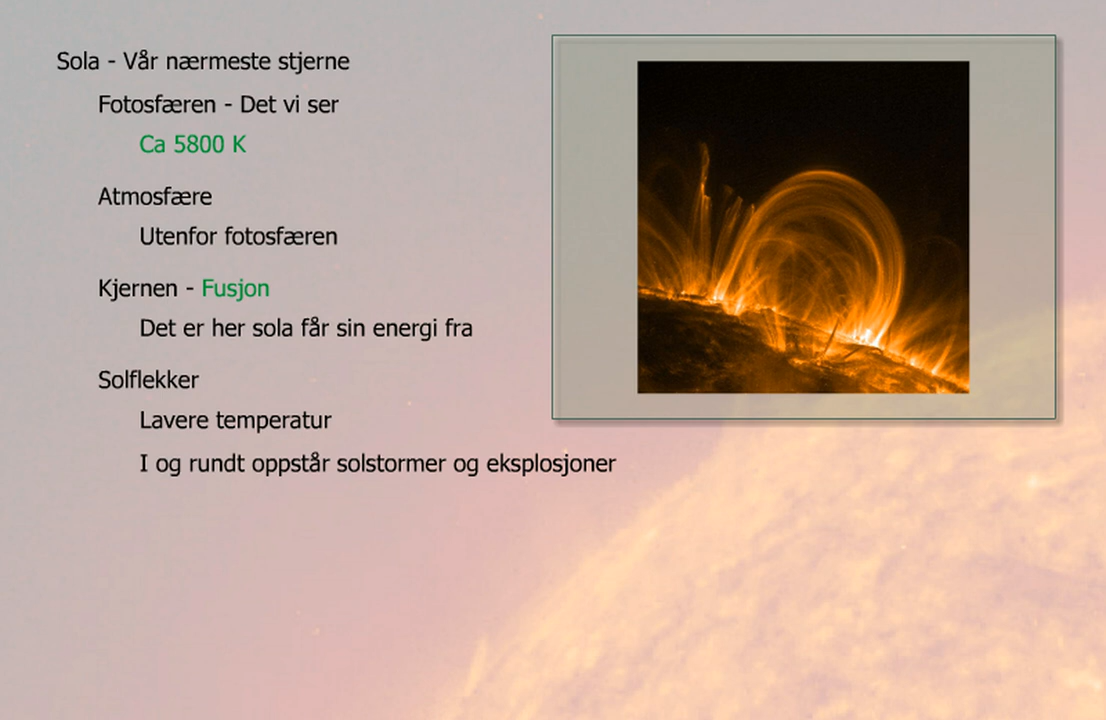 Sola - Vår nærmeste stjerne
Fotosfæren - Det vi ser
Ca 5800 K
Atmosfære
Utenfor fotosfæren
Kjernen - Fusjon
Det er her sola får sin energi fra
Solflekker
Lavere temperatur
I og rundt oppstår solstormer og eksplosjoner